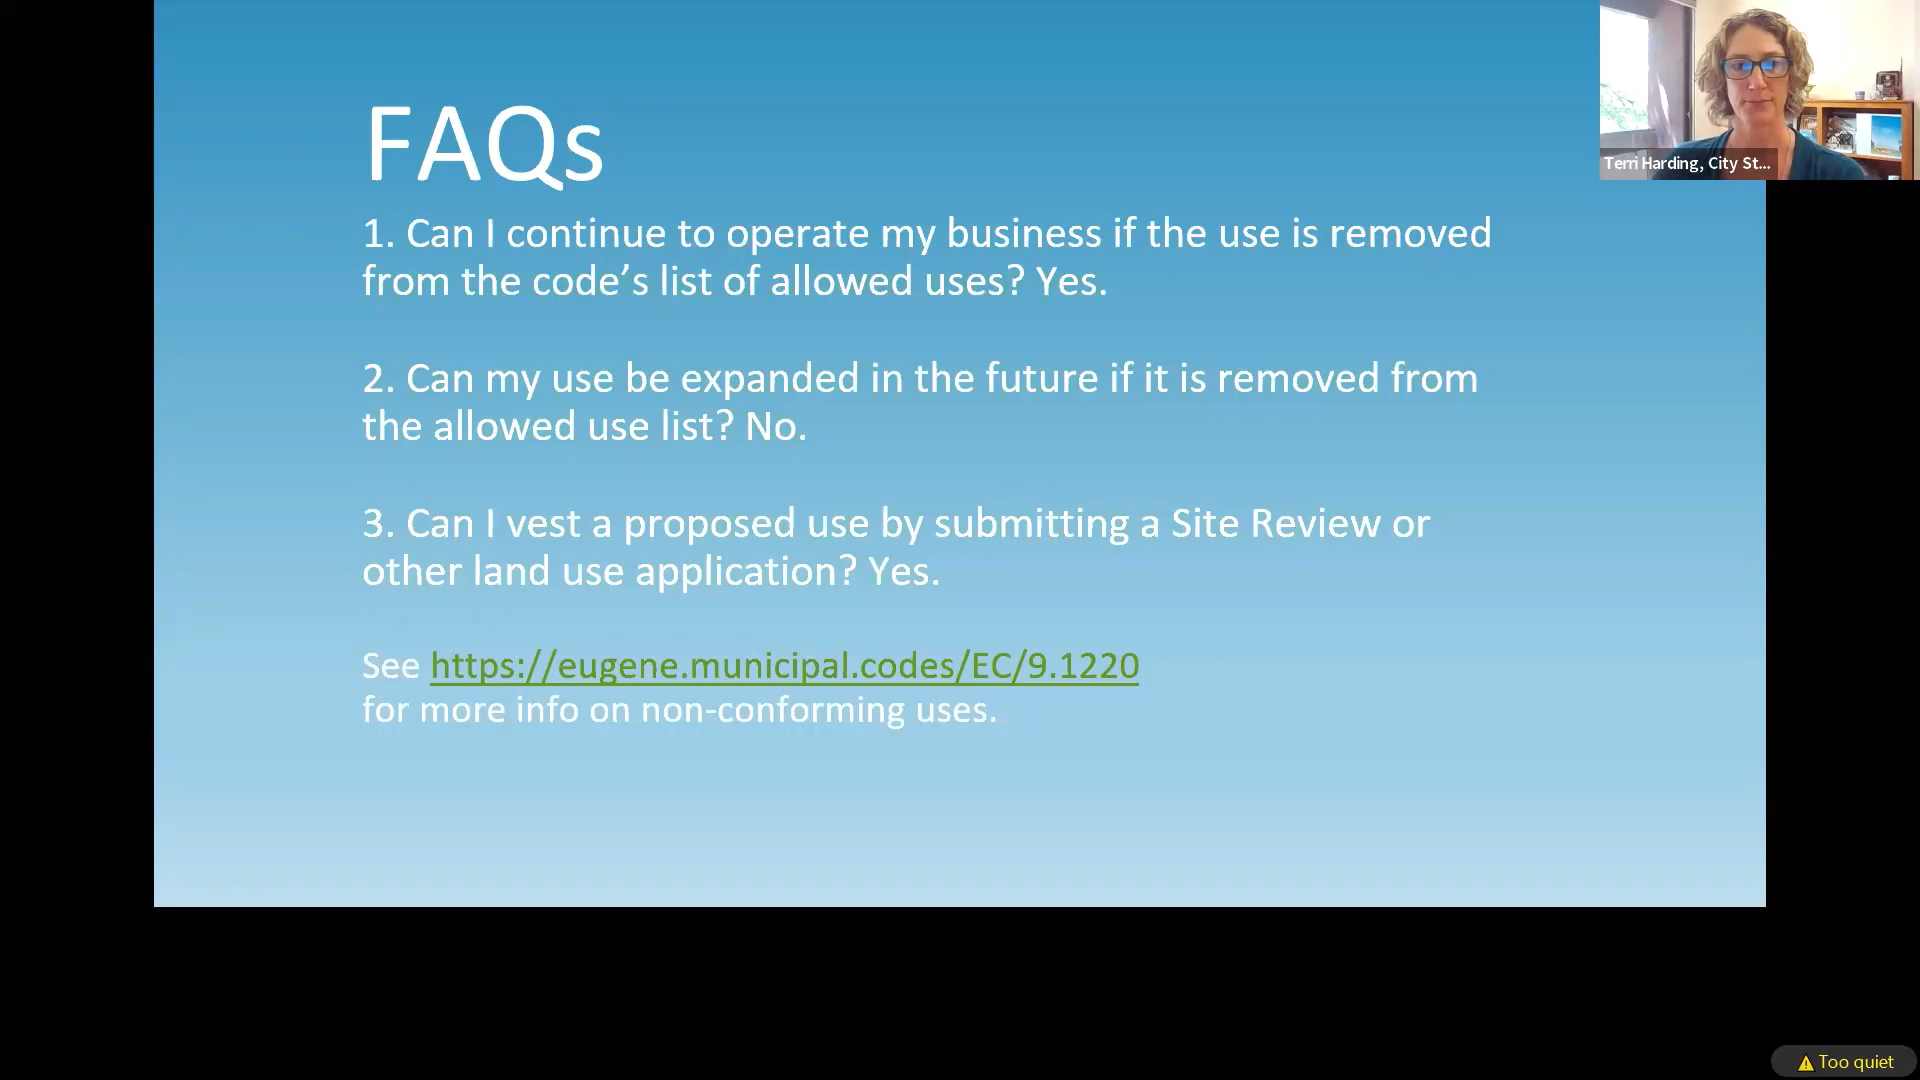 FAQs
1. Can I continue to operate my business if the use is removed
from the code’s list of allowed uses? Yes.
2. Can my use be expanded in the future if it is removed from
the allowed use list? No.
3. Can I vest a proposed use by submitting a Site Review or
other land use application? Yes.
See https://eugene.municipal.codes/EC/9.1220
for more info on non-conforming uses.
Terri Harding, City St...
Too quiet